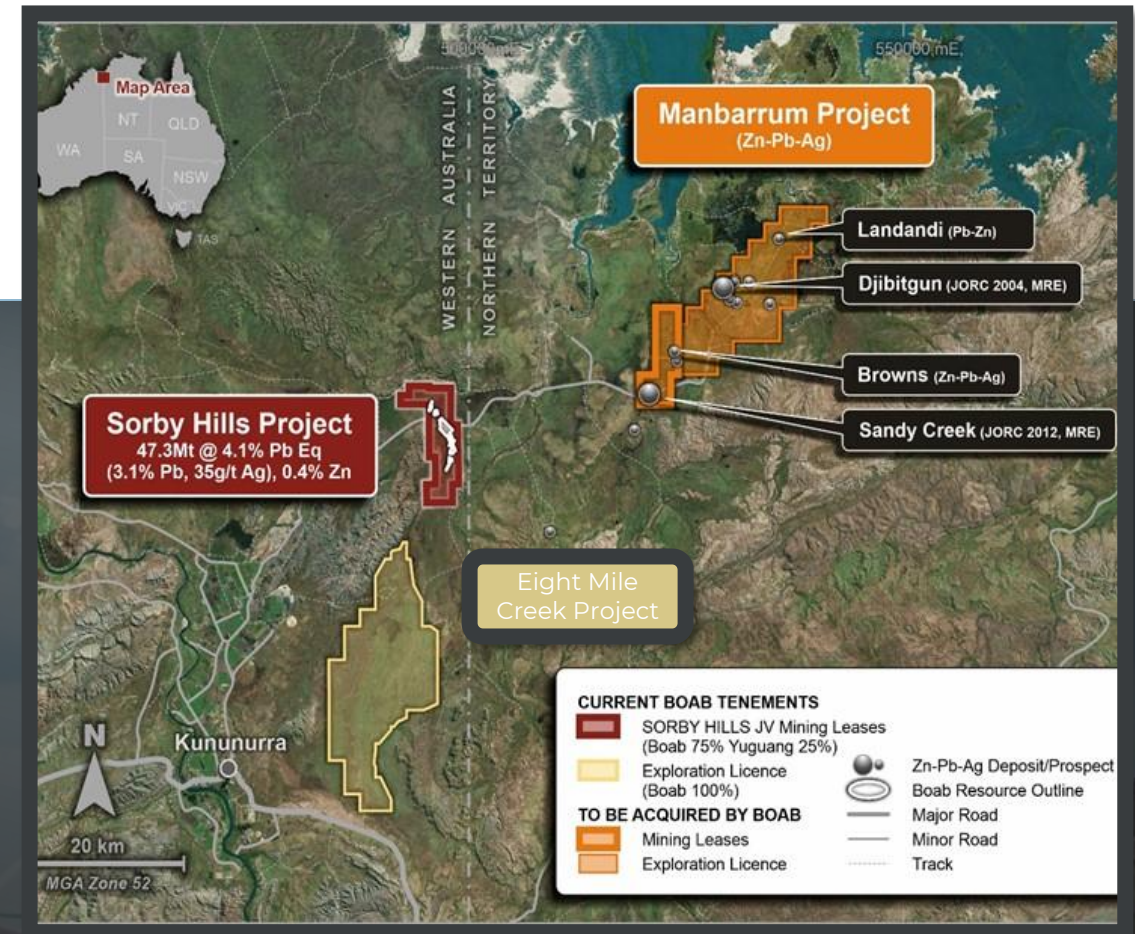 500000mE
550000 mE
Map Area
NT
QLD
WA
SA
NSW
VIC
TAS
WESTERN AUSTRALIA
NORTHERN TERRITORY
Manbarrum Project
(Zn-Pb-Ag)
Landandi (Pb-Zn)
Djibitgun (JORC 2004, MRE)
Browns (Zn-Pb-Ag)
Sandy Creek (JORC 2012, MRE)
Sorby Hills Project
47.3Mt @ 4.1% Pb Eq
(3.1% Pb, 35g/t Ag), 0.4% Zn
Eight Mile
Creek Project
Kununurra
N
20 km
MGA Zone 52
CURRENT BOAB TENEMENTS
SORBY HILLS JV Mining Leases
(Boab 75% Yuguang 25%)
Exploration Licence
(Boab 100%)
TO BE ACQUIRED BY BOAB
Mining Leases
Exploration Licence
Zn-Pb-Ag Deposit/Prospect
Boab Resource Outline
Major Road
Minor Road
Track